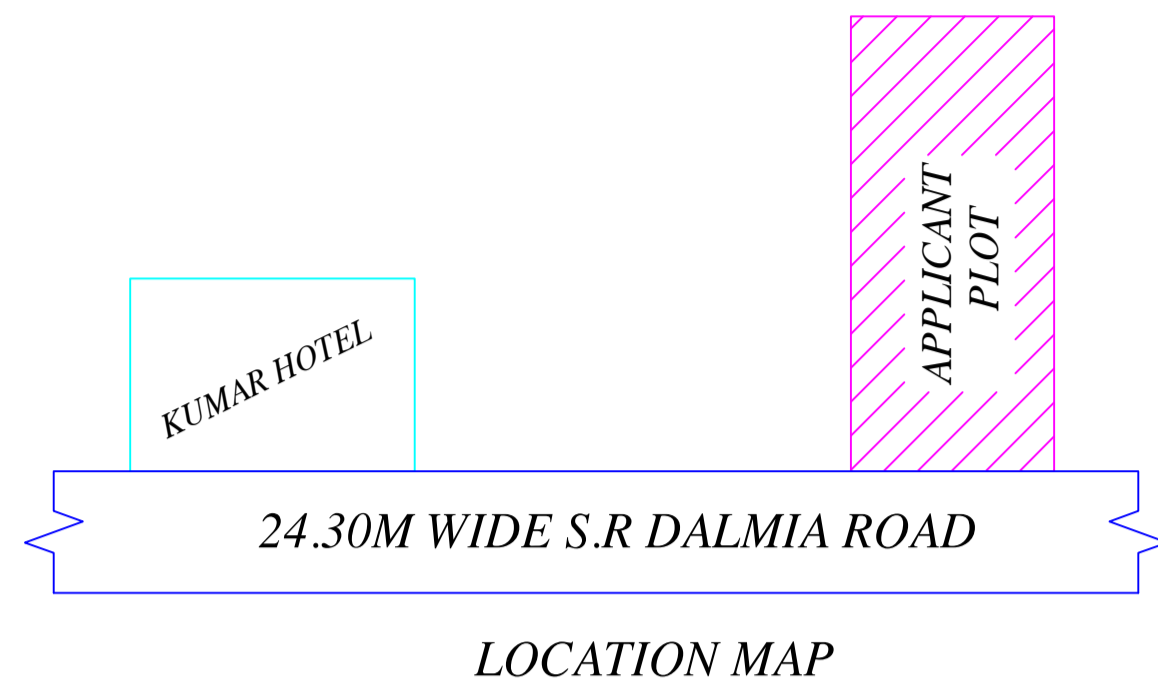 APPLICANT
PLOT
KUMAR HOTEL
24.30M WIDE S.R DALMIA ROAD
LOCATION MAP